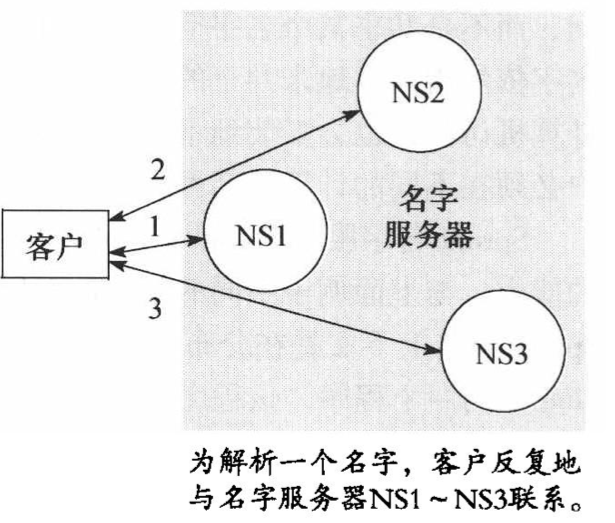 NS2
2
名字
服务器
1
NS1
客户
3
NS3
为解析一个名字，客户反复地
与名字服务器NS1～NS3联系。